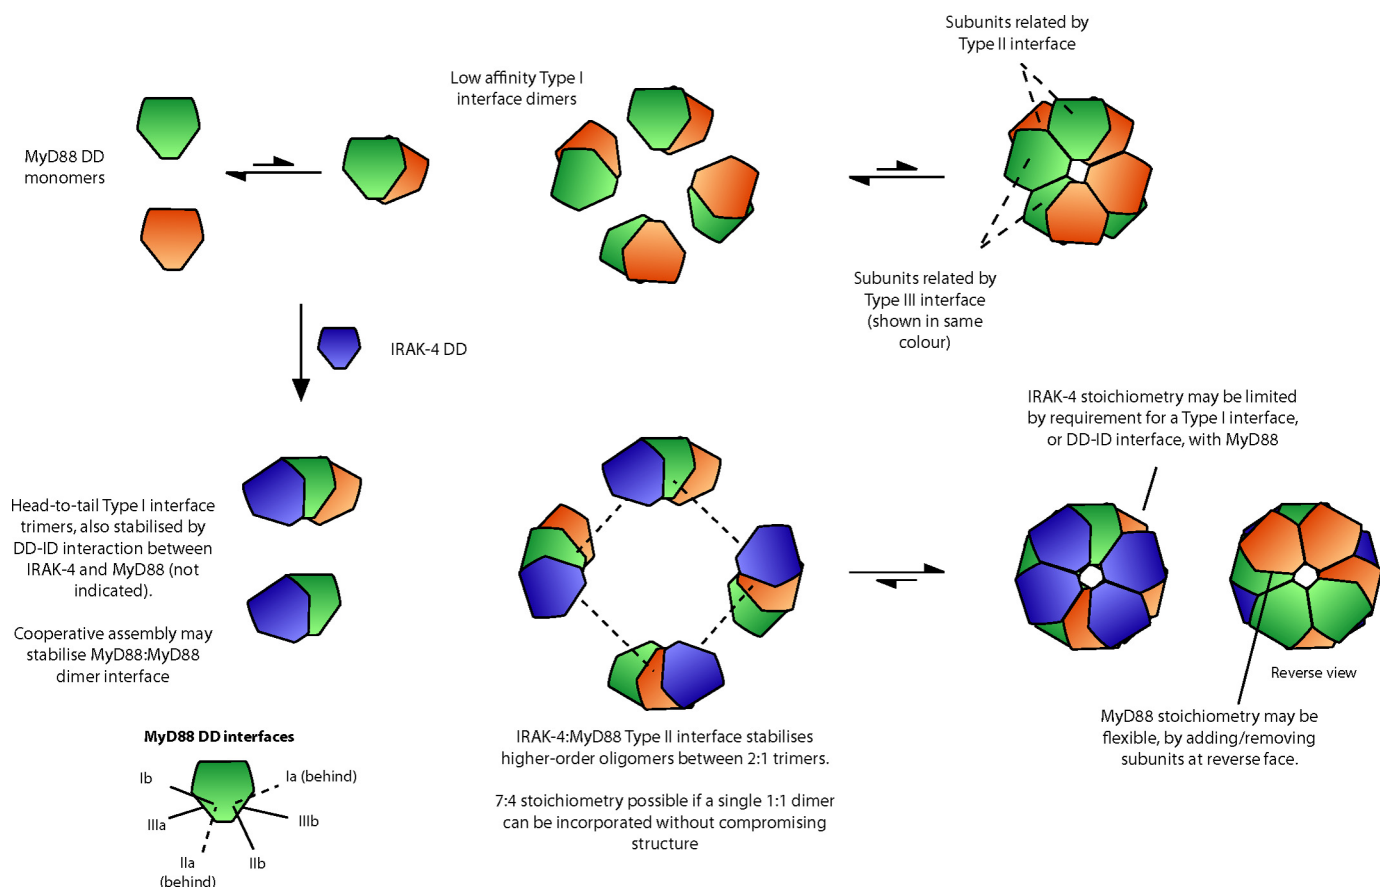 Subunits related by
Type II interface
Low affinity Type I
interface dimers
MyD88 DD
monomers
Subunits related by
Type III interface
(shown in same
colour)
IRAK-4 DD
IRAK-4 stoichiometry may be limited
by requirement for a Type I interface,
or DD-ID interface, with MyD88
Head-to-tail Type I interface
trimers, also stabilised by
DD-ID interaction between
IRAK-4 and MyD88 (not
indicated).
Cooperative assembly may
stabilise MyD88:MyD88
dimer interface
Reverse view
MyD88 stoichiometry may be
flexible, by adding/removing
subunits at reverse face.
MyD88 DD interfaces
Ib
Ia (behind)
IIIa
IIIb
IIa
(behind)
IIb
IRAK-4:MyD88 Type II interface stabilises
higher-order oligomers between 2:1 trimers.
7:4 stoichiometry possible if a single 1:1 dimer
can be incorporated without compromising
structure